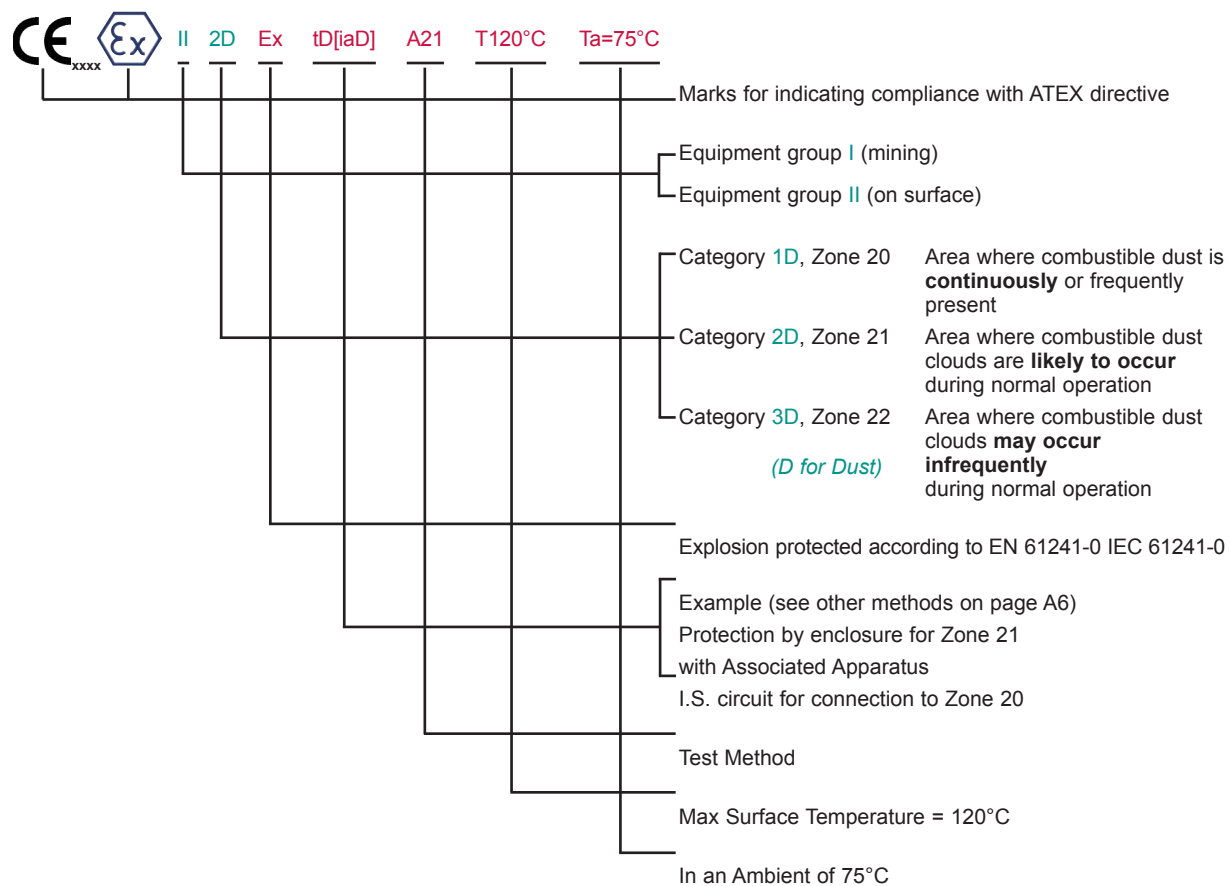 CE xxxx Ex II 2D Ex tD[iaD] A21 T120°C Ta=75°C
Marks for indicating compliance with ATEX directive
Equipment group I (mining)
Equipment group II (on surface)
Category 1D, Zone 20 Area where combustible dust is
continuously or frequently
present
Category 2D, Zone 21 Area where combustible dust
clouds are likely to occur
during normal operation
Category 3D, Zone 22 Area where combustible dust
clouds may occur
(D for Dust) infrequently
during normal operation
Explosion protected according to EN 61241-0 IEC 61241-0
Example (see other methods on page A6)
Protection by enclosure for Zone 21
with Associated Apparatus
I.S. circuit for connection to Zone 20
Test Method
Max Surface Temperature = 120°C
In an Ambient of 75°C